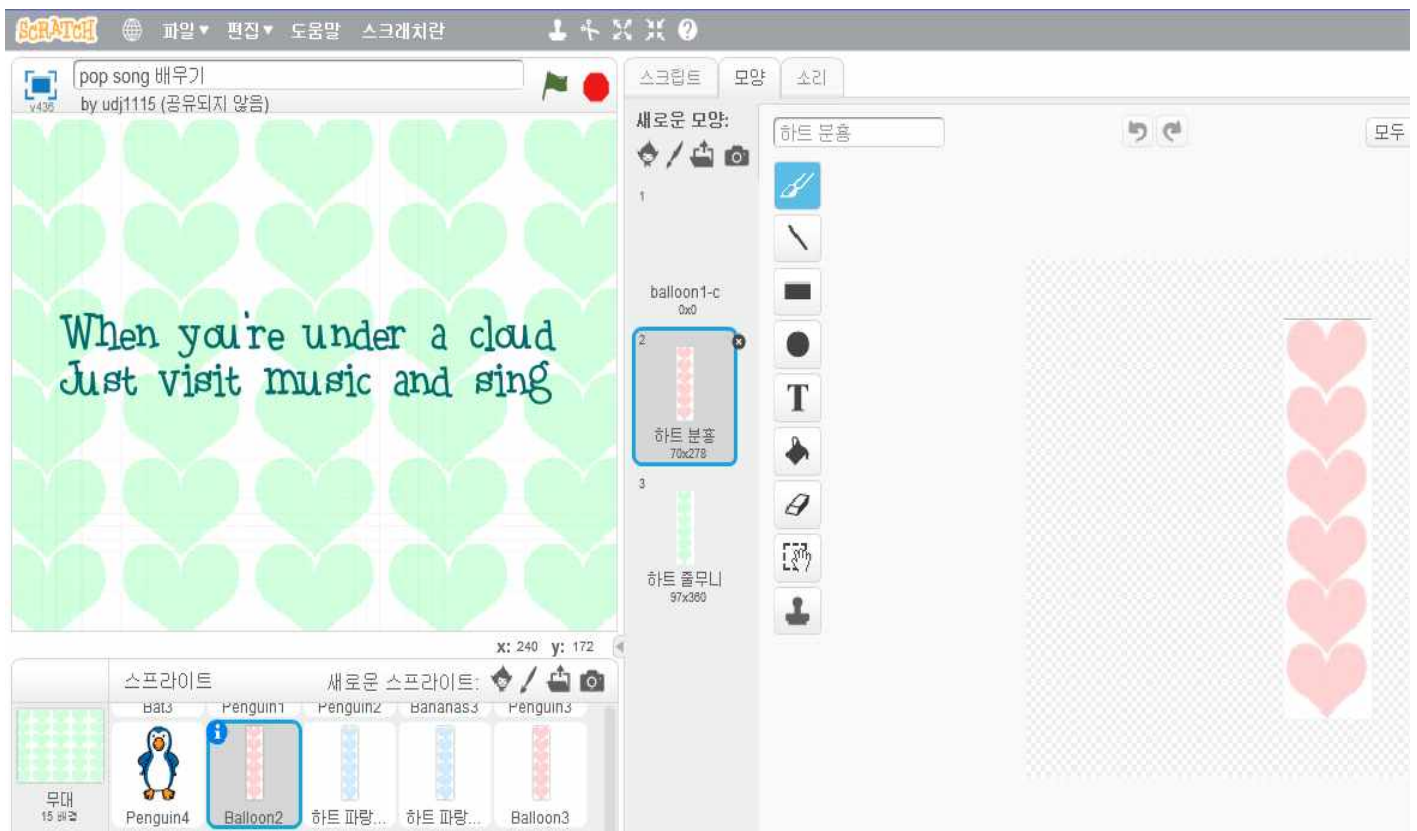 SCRATCH 파일▼ 편집▼ 도움말 스크래치란
v436 pop song 배우기
by udj1115 (공유되지 않음)
When you're under a cloud
Just visit music and sing
x: 240 y: 172
스프라이트 새로운 스프라이트:
Bat3 Penguin1 Penguin2 Bananas3 Penguin3
Penguin4 Balloon2 하트 파랑... 하트 파랑... Balloon3
무대
15 배경
스크립트 모양 소리
새로운 모양:
하트 분홍
모두
1
balloon1-c
0x0
2
하트 분홍
70x278
3
하트 줄무늬
97x360
T